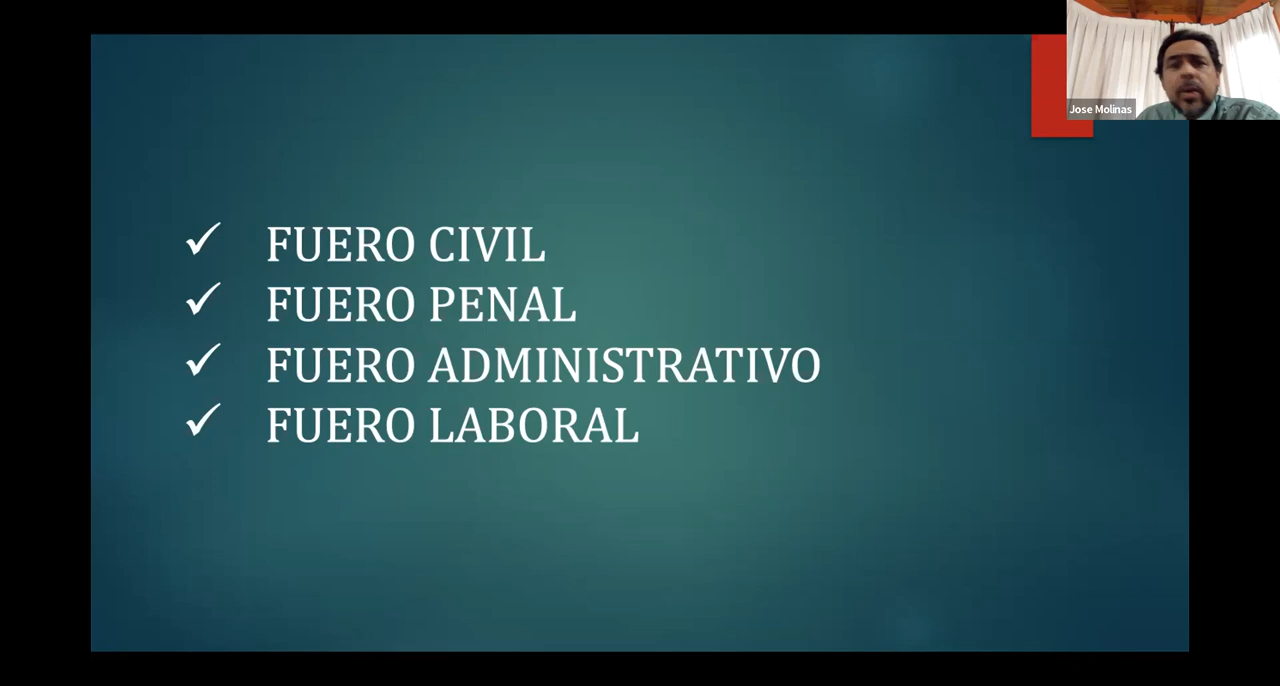 Jose Molinas
✓ FUERO CIVIL
✓ FUERO PENAL
✓ FUERO ADMINISTRATIVO
✓ FUERO LABORAL